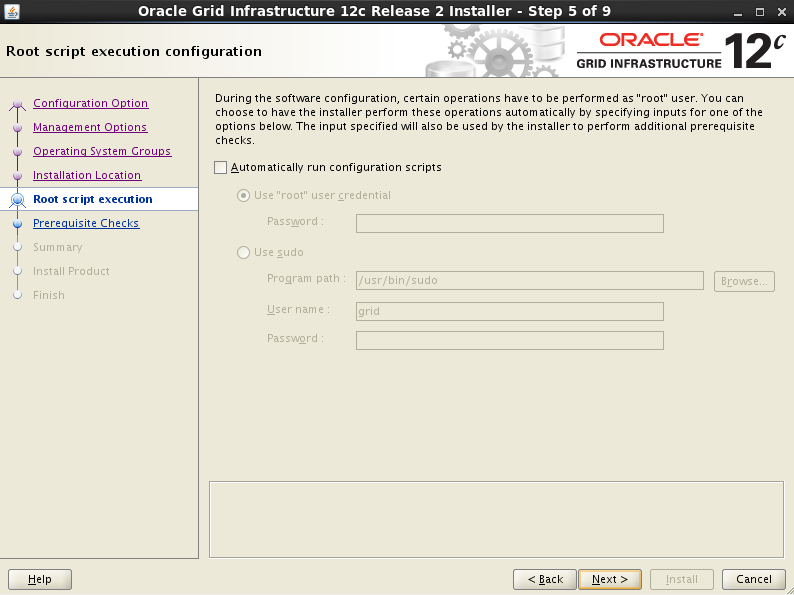 Oracle Grid Infrastructure 12c Release 2 Installer - Step 5 of 9
Root script execution configuration
ORACLE
GRID INFRASTRUCTURE
12c
Configuration Option
Management Options
Operating System Groups
Installation Location
Root script execution
Prerequisite Checks
Summary
Install Product
Finish
During the software configuration, certain operations have to be performed as "root" user. You can
choose to have the installer perform these operations automatically by specifying inputs for one of the
options below. The input specified will also be used by the installer to perform additional prerequisite
checks.
Automatically run configuration scripts
Use "root" user credential
Password :
Use sudo
Program path : /usr/bin/sudo Browse...
User name : grid
Password :
Help < Back Next > Install Cancel